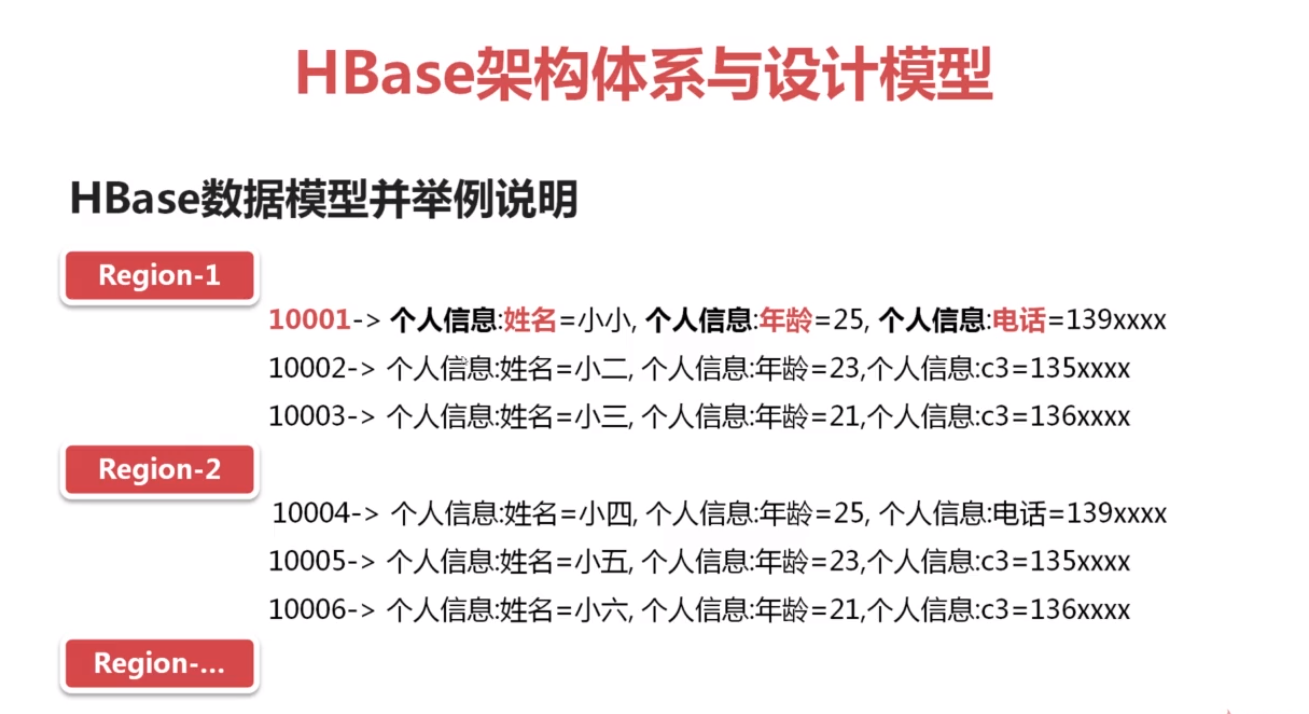 HBase架构体系与设计模型
HBase数据模型并举例说明
Region-1
10001-> 个人信息:姓名=小小, 个人信息:年龄=25, 个人信息:电话=139xxxx
10002-> 个人信息:姓名=小二, 个人信息:年龄=23,个人信息:c3=135xxxx
10003-> 个人信息:姓名=小三, 个人信息:年龄=21,个人信息:c3=136xxxx
Region-2
10004-> 个人信息:姓名=小四, 个人信息:年龄=25, 个人信息:电话=139xxxx
10005-> 个人信息:姓名=小五, 个人信息:年龄=23,个人信息:c3=135xxxx
10006-> 个人信息:姓名=小六, 个人信息:年龄=21,个人信息:c3=136xxxx
Region-...